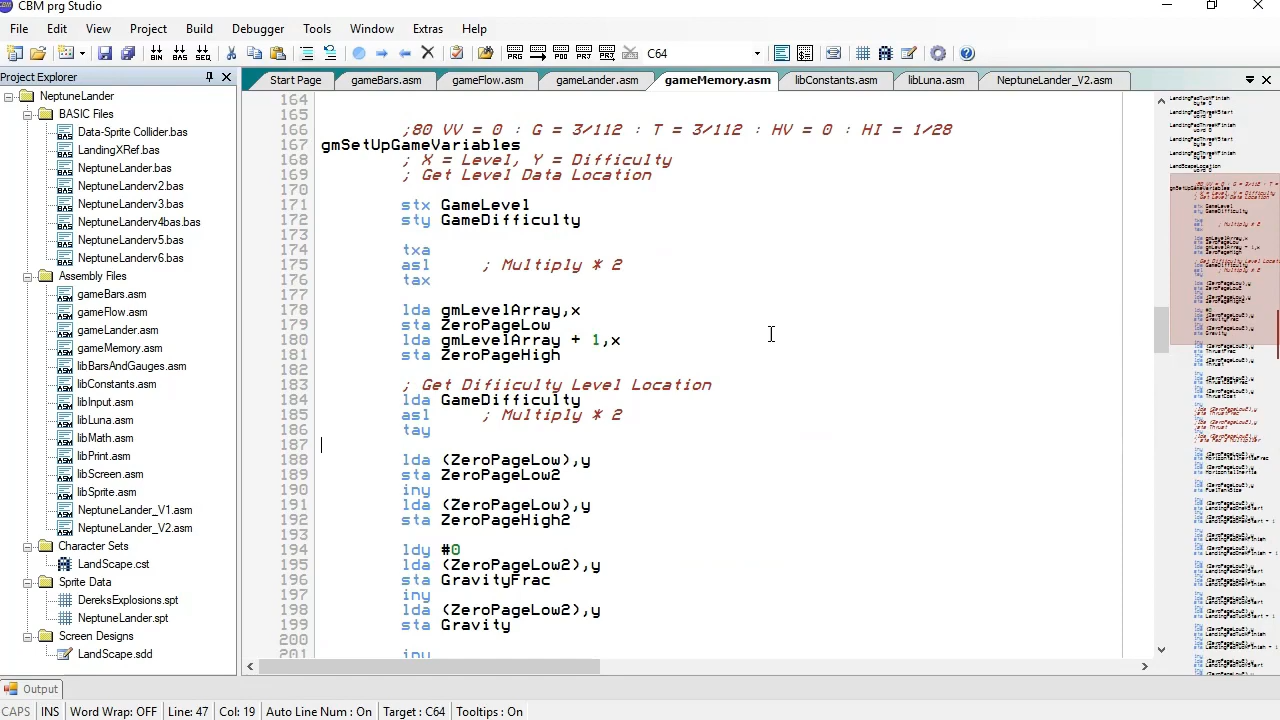 CBM prg Studio
File Edit View Project Build Debugger Tools Window Extras Help
C64
Project Explorer
Start Page gameBars.asm gameFlow.asm gameLander.asm gameMemory.asm libConstants.asm libLuna.asm NeptuneLander_V2.asm
NeptuneLander
BASIC Files
Data-Sprite Collider.bas
LandingXRef.bas
NeptuneLander.bas
NeptuneLanderv2.bas
NeptuneLanderv3.bas
NeptuneLanderv4bas.bas
NeptuneLanderv5.bas
NeptuneLanderv6.bas
Assembly Files
gameBars.asm
gameFlow.asm
gameLander.asm
gameMemory.asm
libBarsAndGauges.asm
libConstants.asm
libInput.asm
libLuna.asm
libMath.asm
libPrint.asm
libScreen.asm
libSprite.asm
NeptuneLander_V1.asm
NeptuneLander_V2.asm
Character Sets
LandScape.cst
Sprite Data
DereksExplosions.spt
NeptuneLander.spt
Screen Designs
LandScape.sdd
164
165
166 ;80 VV = 0 : G = 3/112 : T = 3/112 : HV = 0 : HI = 1/28
167 gmSetUpGameVariables
168 ; X = Level, Y = Difficulty
169 ; Get Level Data Location
170
171 stx GameLevel
172 sty GameDifficulty
173
174 txa
175 asl ; Multiply * 2
176 tax
177
178 lda gmLevelArray,x
179 sta ZeroPageLow
180 lda gmLevelArray + 1,x
181 sta ZeroPageHigh
182
183 ; Get Difiiculty Level Location
184 lda GameDifficulty
185 asl ; Multiply * 2
186 tay
187
188 lda (ZeroPageLow),y
189 sta ZeroPageLow2
190 iny
191 lda (ZeroPageLow),y
192 sta ZeroPageHigh2
193
194 ldy #0
195 lda (ZeroPageLow2),y
196 sta GravityFrac
197 iny
198 lda (ZeroPageLow2),y
199 sta Gravity
200
201 iny
Output
CAPS INS Word Wrap: OFF Line: 47 Col: 19 Auto Line Num : On Target : C64 Tooltips : On